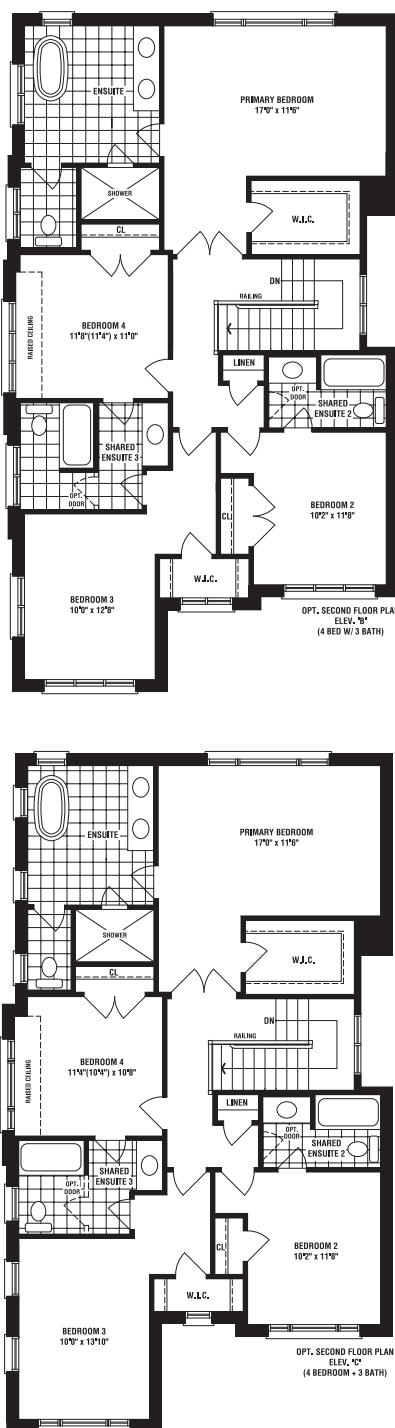 ENSUITE
PRIMARY BEDROOM
17'0" x 11'6"
SHOWER
W.I.C.
CL
DN
RAILING
RAISED CEILING
BEDROOM 4
11'6"(11'4") x 11'0"
LINEN
OPT.
DOOR
SHARED
ENSUITE 2
SHARED
ENSUITE 3
OPT.
DOOR
BEDROOM 2
10'2" x 11'8"
CL
W.I.C.
BEDROOM 3
10'0" x 12'8"
OPT. SECOND FLOOR PLA
ELEV. "B"
(4 BED W/ 3 BATH)
ENSUITE
PRIMARY BEDROOM
17'0" x 11'6"
SHOWER
W.I.C.
CL
DN
RAILING
RAISED CEILING
BEDROOM 4
11'4"(10'4") x 10'8"
LINEN
OPT.
DOOR
SHARED
ENSUITE 2
SHARED
ENSUITE 3
OPT.
DOOR
BEDROOM 2
10'2" x 11'8"
CL
W.I.C.
BEDROOM 3
10'0" x 13'10"
OPT. SECOND FLOOR PLAN
ELEV. "C"
(4 BEDROOM + 3 BATH)